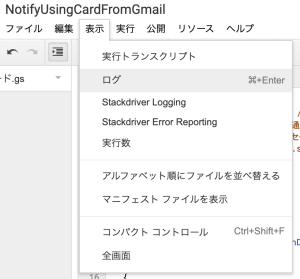 NotifyUsingCardFromGmail
ファイル 編集 表示 実行 公開 リソース ヘルプ
ード.gs
実行トランスクリプト
ログ ⌘+Enter
Stackdriver Logging
Stackdriver Error Reporting
実行数
アルファベット順にファイルを並べ替える
マニフェスト ファイルを表示
コンパクト コントロール Ctrl+Shift+F
全画面
16 {